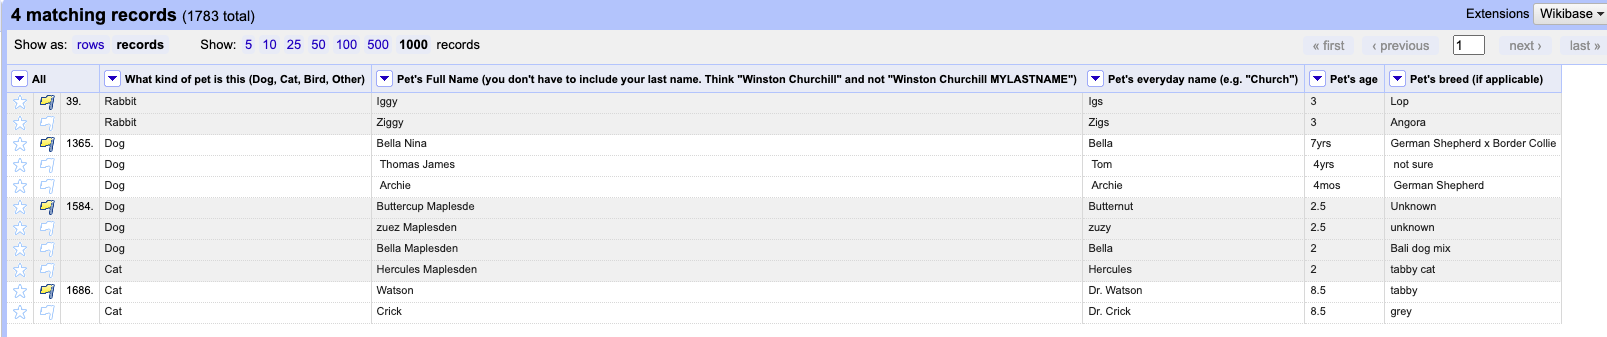 4 matching records (1783 total) Extensions Wikibase
Show as: rows records Show: 5 10 25 50 100 500 1000 records « first ‹ previous 1 next › last »
All What kind of pet is this (Dog, Cat, Bird, Other) Pet's Full Name (you don't have to include your last name. Think "Winston Churchill" and not "Winston Churchill MYLASTNAME") Pet's everyday name (e.g. "Church") Pet's age Pet's breed (if applicable)
39. Rabbit Iggy Igs 3 Lop
Rabbit Ziggy Zigs 3 Angora
1365. Dog Bella Nina Bella 7yrs German Shepherd x Border Collie
Dog Thomas James Tom 4yrs not sure
Dog Archie Archie 4mos German Shepherd
1584. Dog Buttercup Maplesde Butternut 2.5 Unknown
Dog zuez Maplesden zuzy 2.5 unknown
Dog Bella Maplesden Bella 2 Bali dog mix
Cat Hercules Maplesden Hercules 2 tabby cat
1686. Cat Watson Dr. Watson 8.5 tabby
Cat Crick Dr. Crick 8.5 grey